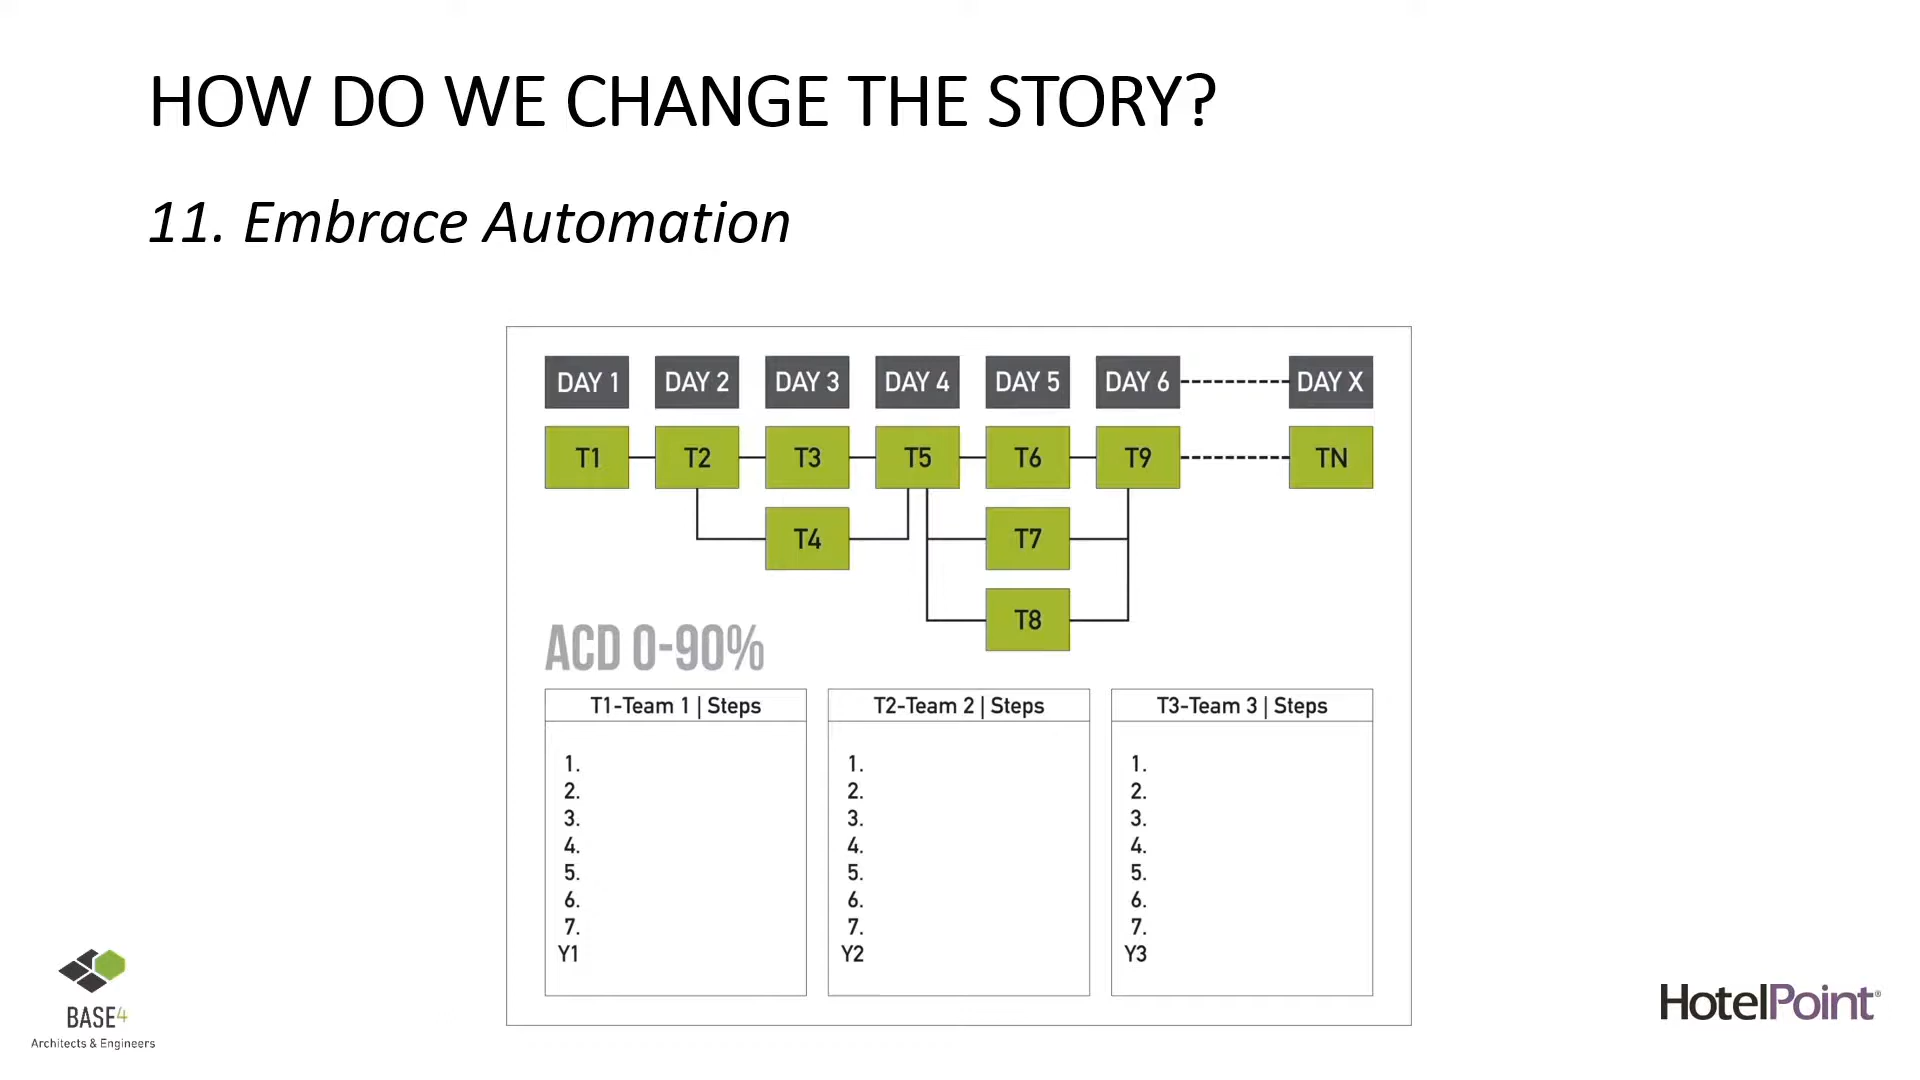 HOW DO WE CHANGE THE STORY?
11. Embrace Automation
DAY 1 DAY 2 DAY 3 DAY 4 DAY 5 DAY 6 DAY X
T1 T2 T3 T5 T6 T9 TN
T4 T7
T8
ACD 0-90%
T1-Team 1 | Steps
1.
2.
3.
4.
5.
6.
7.
Y1
T2-Team 2 | Steps
1.
2.
3.
4.
5.
6.
7.
Y2
T3-Team 3 | Steps
1.
2.
3.
4.
5.
6.
7.
Y3
BASE4
Architects & Engineers
HotelPoint®